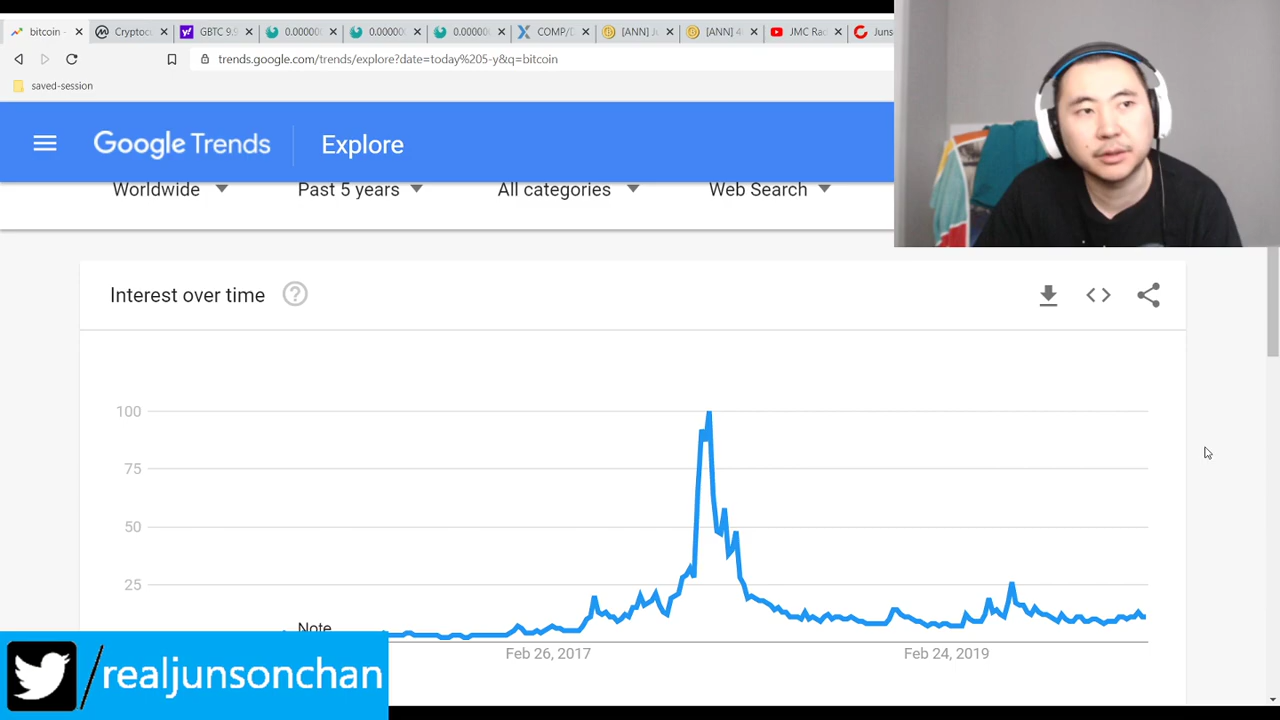 bitcoin -
Cryptoc
GBTC 9.
0.00000
0.00000
0.00000
COMP/
[ANN] J
[ANN] 4
JMC Rac
Juns
trends.google.com/trends/explore?date=today%205-y&q=bitcoin
saved-session
Google Trends
Explore
Worldwide
Past 5 years
All categories
Web Search
Interest over time
?
100
75
50
25
Note
Feb 26, 2017
Feb 24, 2019
/realjunsonchan